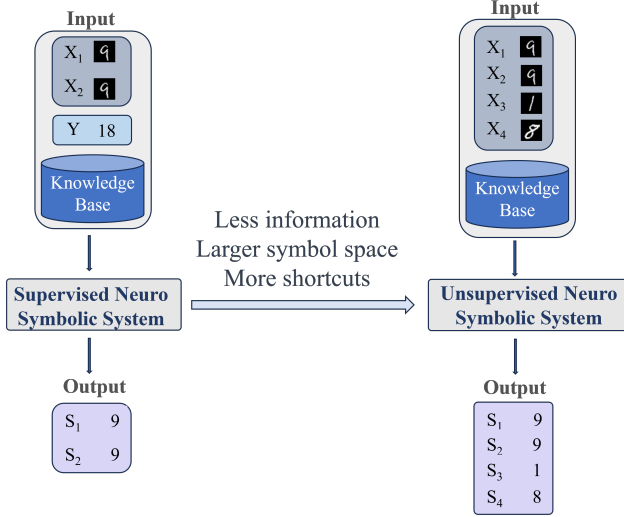 Input
X₁ 9
X₂ 9
Y 18
Knowledge
Base
Supervised Neuro
Symbolic System
Output
S₁ 9
S₂ 9
Less information
Larger symbol space
More shortcuts
Input
X₁ 9
X₂ 9
X₃ 1
X₄ 8
Knowledge
Base
Unsupervised Neuro
Symbolic System
Output
S₁ 9
S₂ 9
S₃ 1
S₄ 8